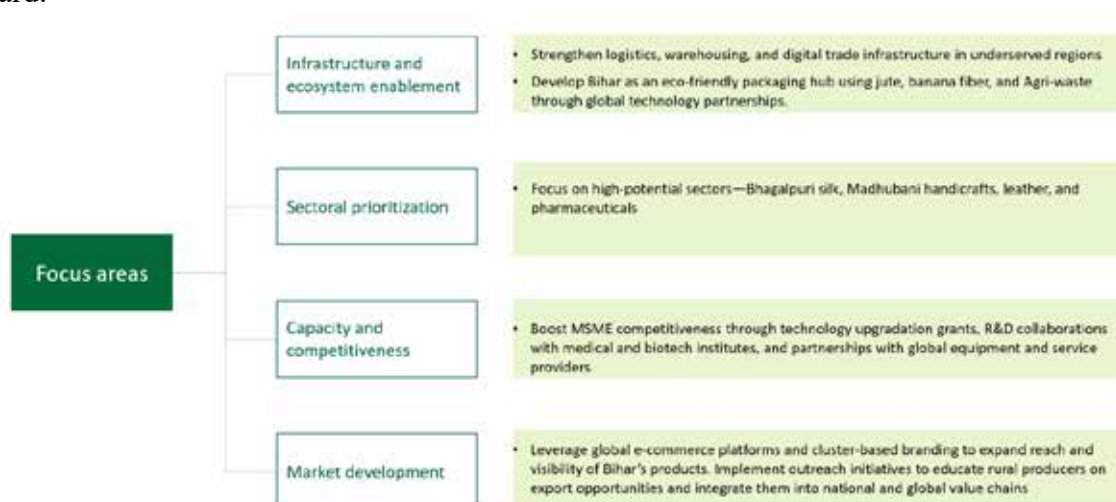 Infrastructure and
ecosystem enablement
• Strengthen logistics, warehousing, and digital trade infrastructure in underserved regions
• Develop Bihar as an eco-friendly packaging hub using jute, banana fiber, and Agri-waste
through global technology partnerships.
Sectoral prioritization
• Focus on high-potential sectors—Bhagalpuri silk, Madhubani handicrafts, leather, and
pharmaceuticals
Focus areas
Capacity and
competitiveness
• Boost MSME competitiveness through technology upgradation grants, R&D collaborations
with medical and biotech institutes, and partnerships with global equipment and service
providers
Market development
• Leverage global e-commerce platforms and cluster-based branding to expand reach and
visibility of Bihar's products. Implement outreach initiatives to educate rural producers on
export opportunities and integrate them into national and global value chains